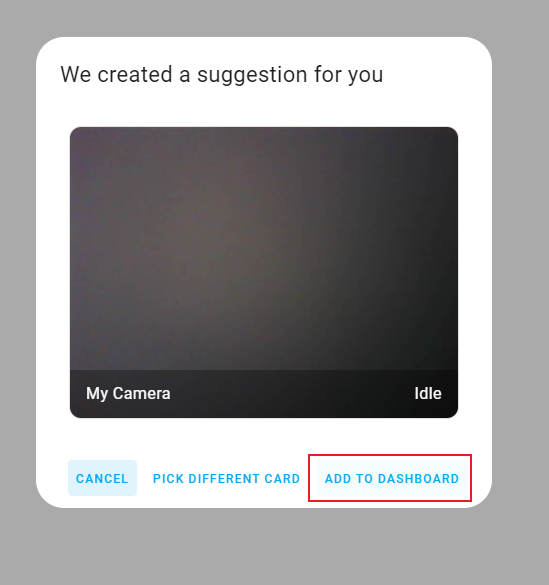 We created a suggestion for you
My Camera Idle
CANCEL PICK DIFFERENT CARD ADD TO DASHBOARD